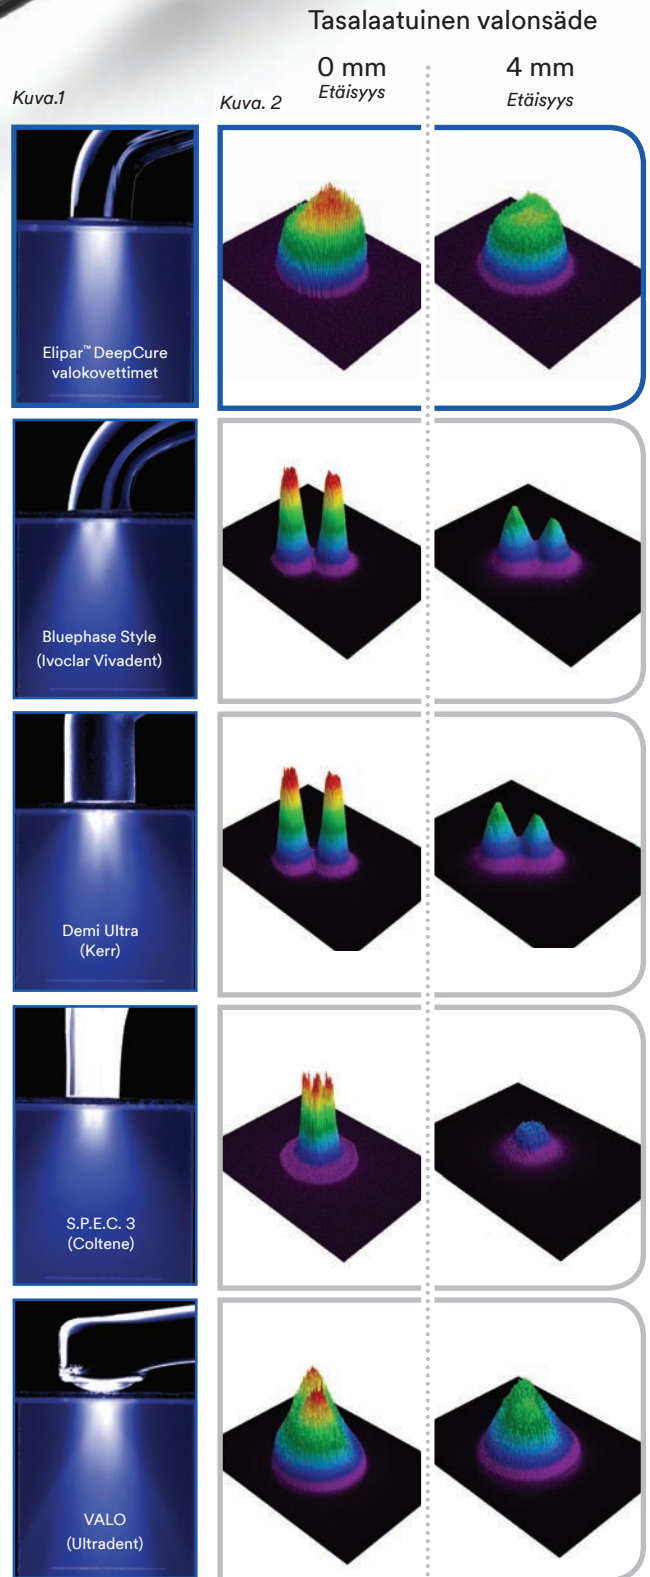 Tasalaatuinen valonsäde
0 mm
Etäisyys
4 mm
Etäisyys
Kuva.1
Kuva. 2
Elipar™ DeepCure
valokovettimet
Bluephase Style
(Ivoclar Vivadent)
Demi Ultra
(Kerr)
S.P.E.C. 3
(Coltene)
VALO
(Ultradent)